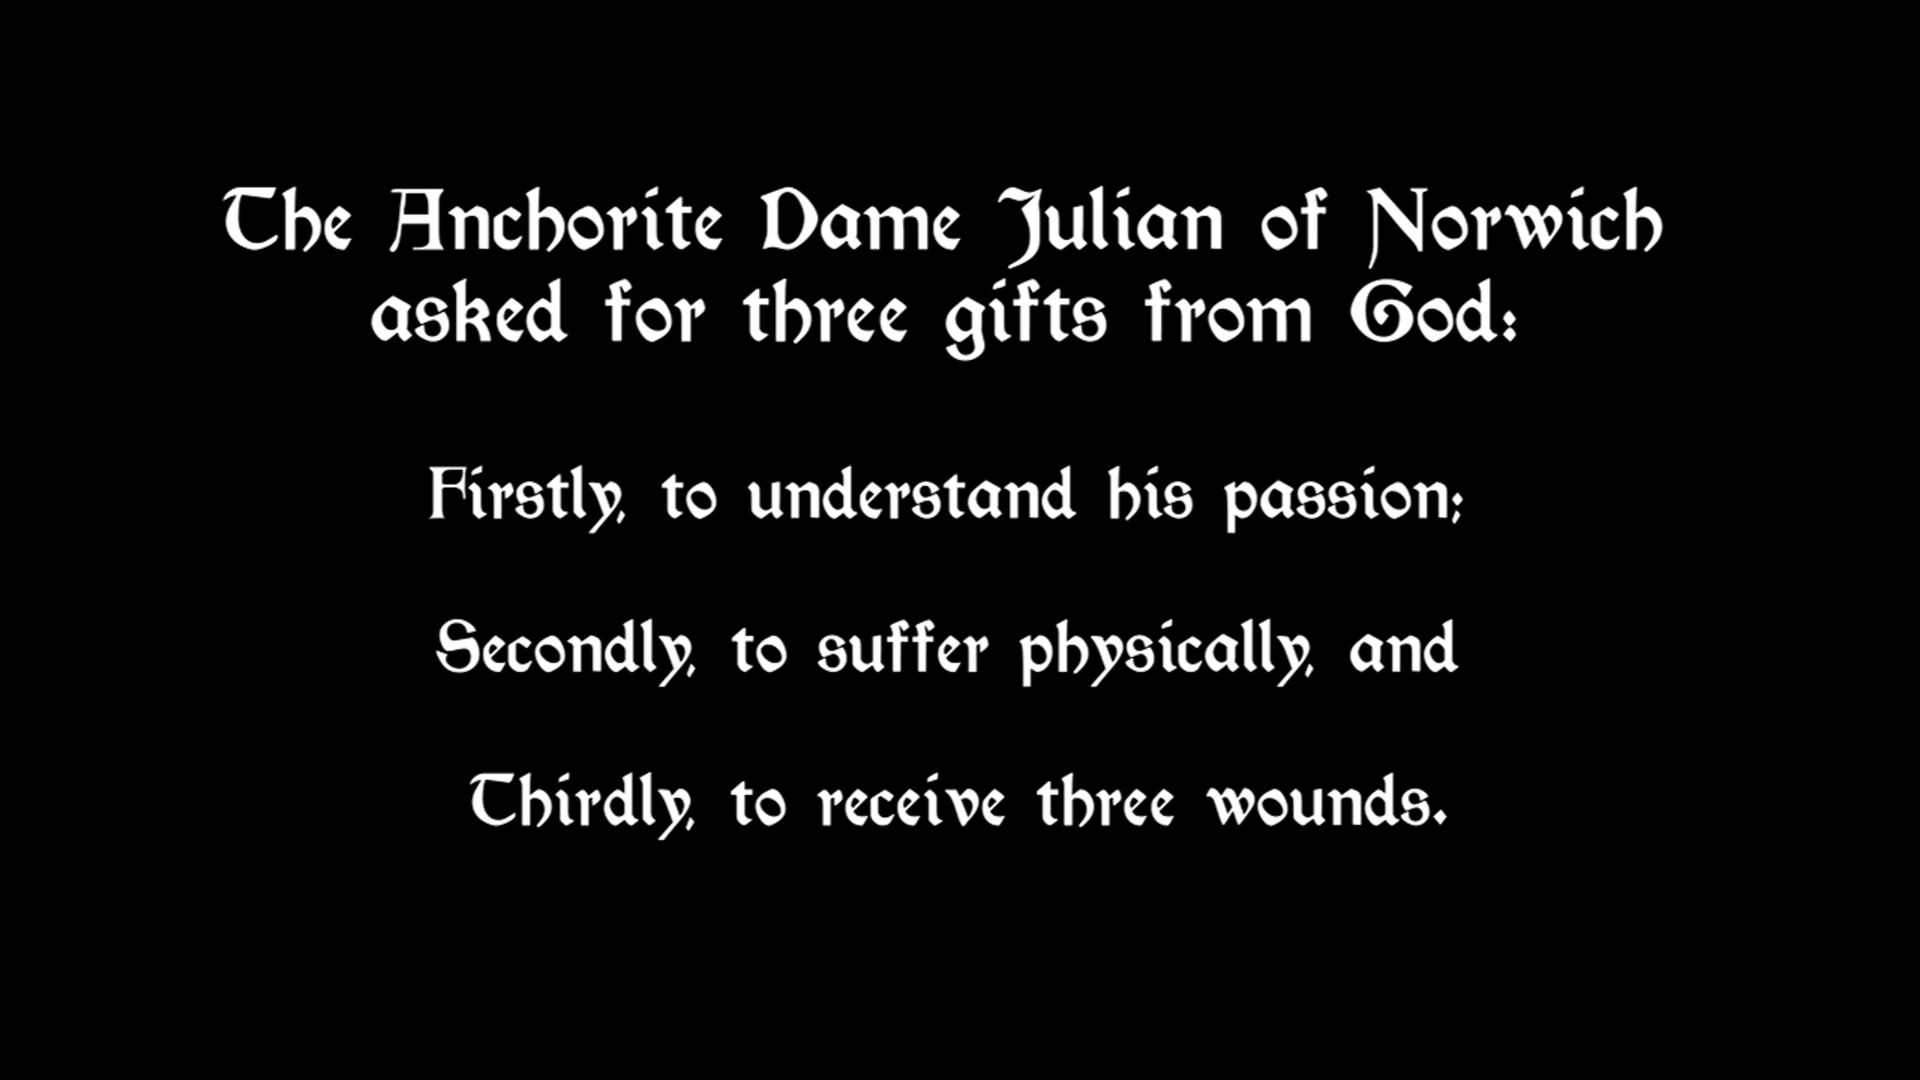 The Anchorite Dame Julian of Norwich
asked for three gifts from God:
Firstly, to understand his passion;
Secondly, to suffer physically, and
Thirdly, to receive three wounds.